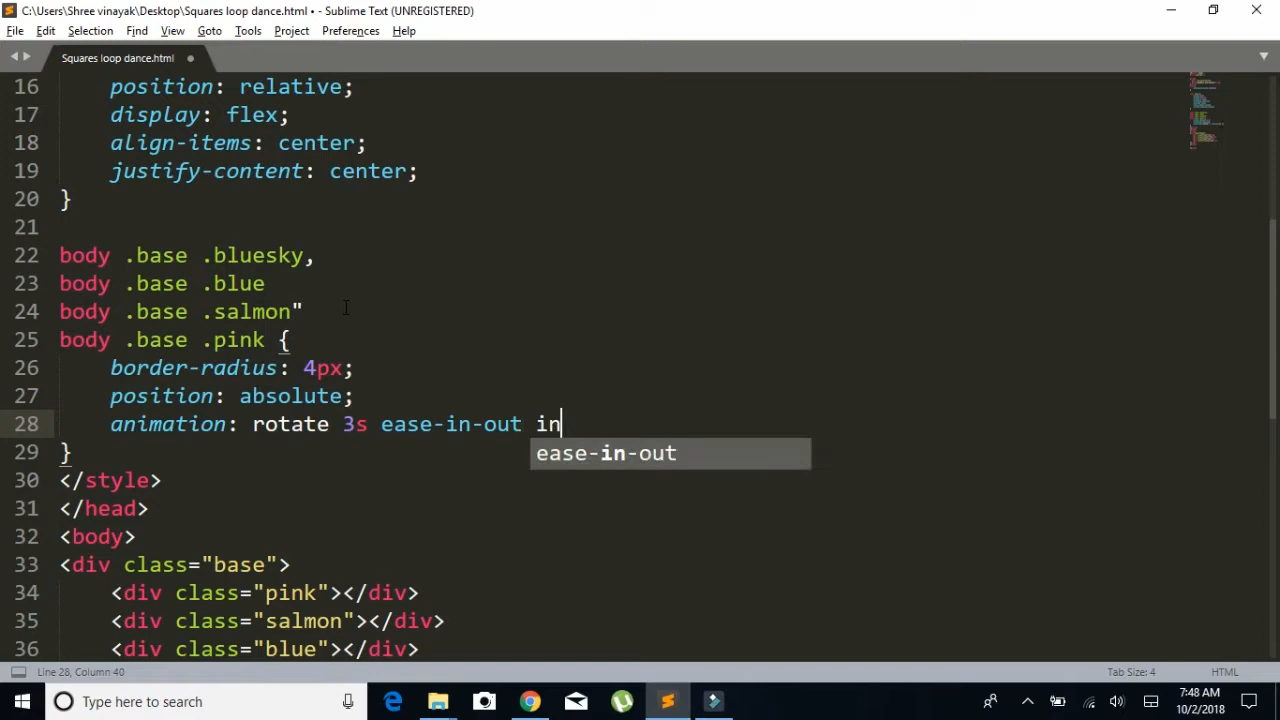 C:\Users\Shree vinayak\Desktop\Squares loop dance.html • - Sublime Text (UNREGISTERED)
File Edit Selection Find View Goto Tools Project Preferences Help
Squares loop dance.html
16 position: relative;
17 display: flex;
18 align-items: center;
19 justify-content: center;
20 }
21
22 body .base .bluesky,
23 body .base .blue
24 body .base .salmon"
25 body .base .pink {
26 border-radius: 4px;
27 position: absolute;
28 animation: rotate 3s ease-in-out in
ease-in-out
29 }
30 </style>
31 </head>
32 <body>
33 <div class="base">
34 <div class="pink"></div>
35 <div class="salmon"></div>
36 <div class="blue"></div>
Line 28, Column 40 Tab Size: 4 HTML
Type here to search
7:48 AM
10/2/2018